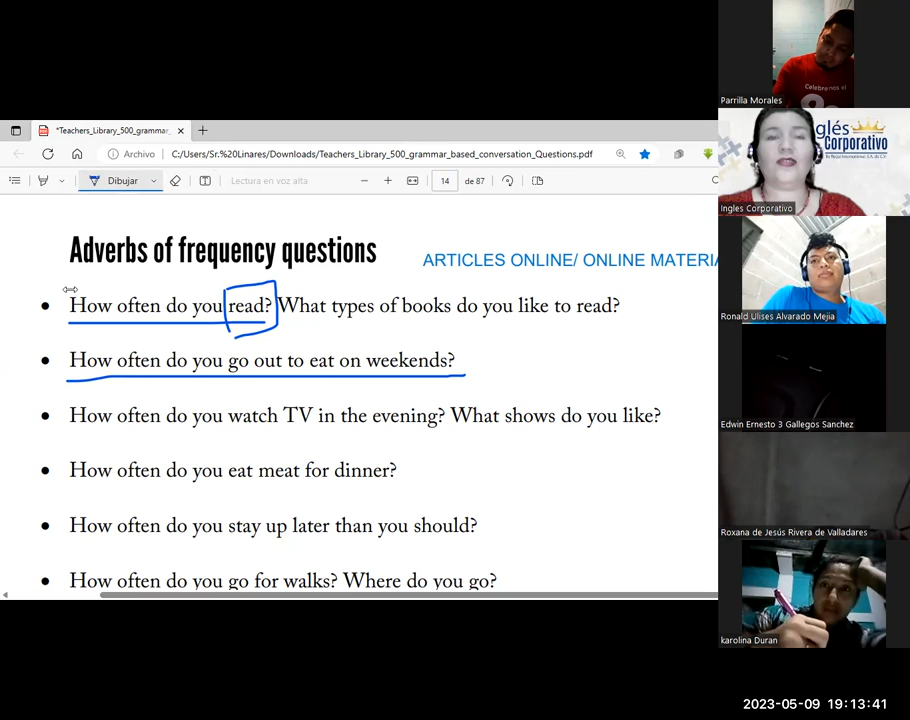 *Teachers_Library_500_grammar_
Archivo
C:/Users/Sr.%20Linares/Downloads/Teachers_Library_500_grammar_based_conversation_Questions.pdf
Dibujar
Lectura en voz alta
14
de 87
Adverbs of frequency questions
ARTICLES ONLINE/ ONLINE MATERIA
• How often do you read? What types of books do you like to read?
• How often do you go out to eat on weekends?
• How often do you watch TV in the evening? What shows do you like?
• How often do you eat meat for dinner?
• How often do you stay up later than you should?
• How often do you go for walks? Where do you go?
Celebremos el
Parrilla Morales
glés
Corporativo
Ingles Corporativo
Ronald Ulises Alvarado Mejia
Edwin Ernesto 3 Gallegos Sanchez
Roxana de Jesús Rivera de Valladares
karolina Duran
2023-05-09 19:13:41